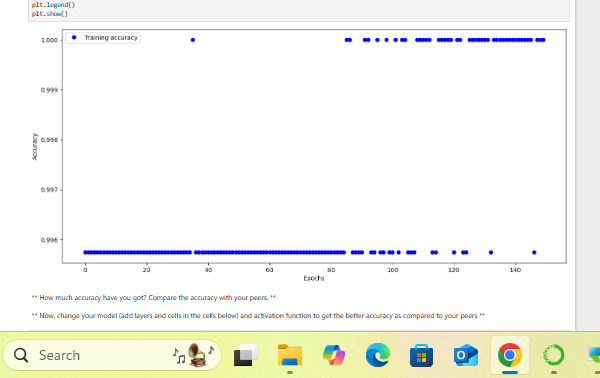 plt.legend()
plt.show()
1.000
Training accuracy
0.999
0.998
Accuracy
0.997
0.996
0 20 40 60 80 100 120 140
Epochs
** How much accuracy have you got? Compare the accuracy with your peers. **
** Now, change your model (add layers and cells in the cells below) and activation function to get the better accuracy as compared to your peers **
Search